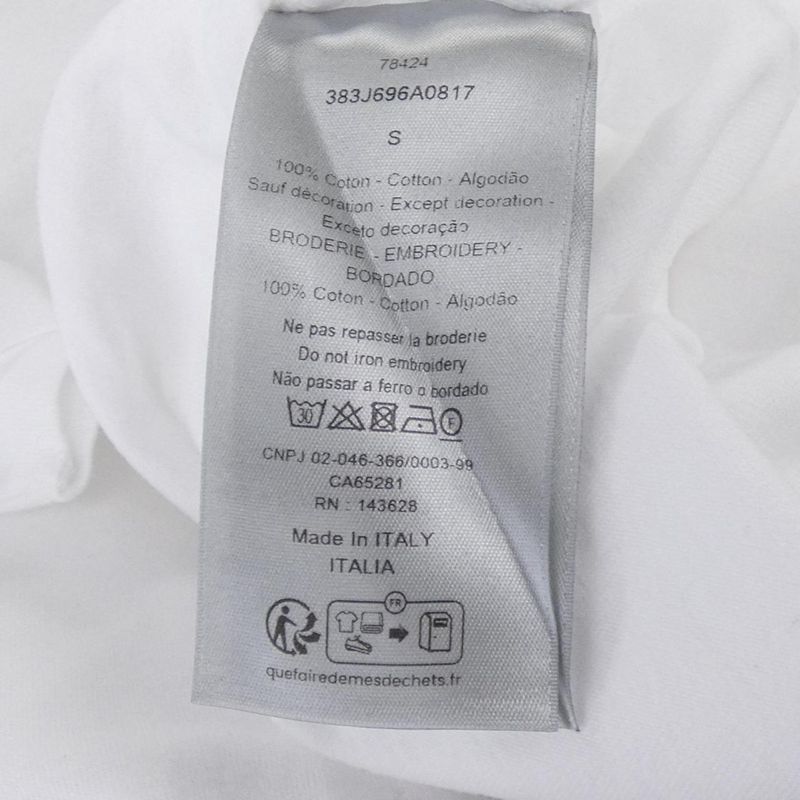 78424
383J696A0817
S
100% Coton - Cotton - Algodão
Sauf décoration - Except decoration -
Exceto decoração
BRODERIE - EMBROIDERY -
BORDADO
100% Coton - Cotton - Algodão
Ne pas repasser la broderie
Do not iron embroidery
Não passar a ferro o bordado
30 F
CNPJ 02-046-366/0003-99
CA65281
RN : 143628
Made In ITALY
ITALIA
FR
quefairedemesdechets.fr